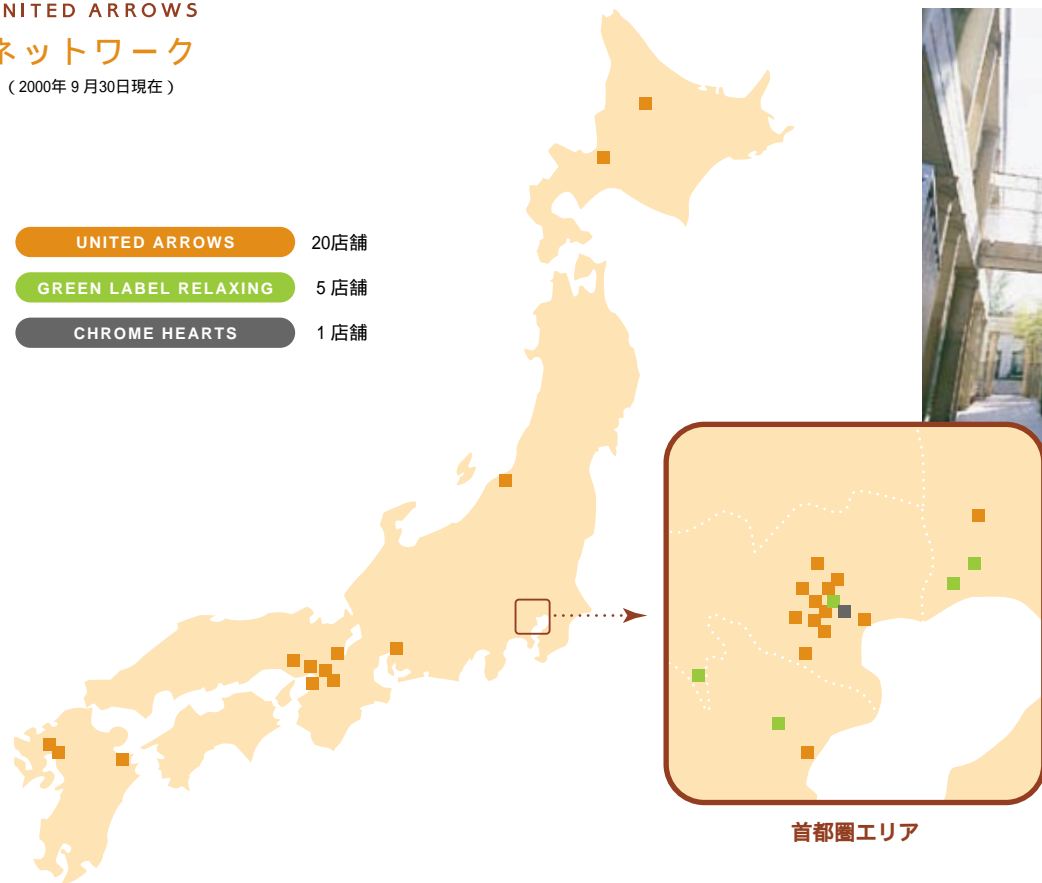 UNITED ARROWS
ネットワーク
（2000年９月30日現在）
UNITED ARROWS 20店舗
GREEN LABEL RELAXING 5 店舗
CHROME HEARTS 1 店舗
首都圏エリア